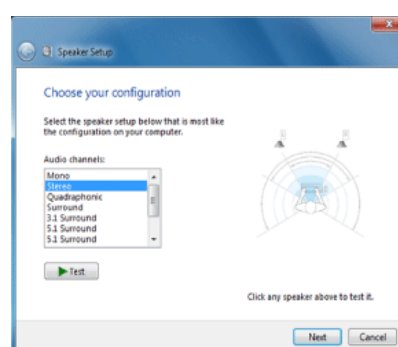 Speaker Setup
Choose your configuration
Select the speaker setup below that is most like
the configuration on your computer.
Audio channels:
Mono
Stereo
Quadraphonic
Surround
3.1 Surround
5.1 Surround
5.1 Surround
Test
Click any speaker above to test it.
Next
Cancel